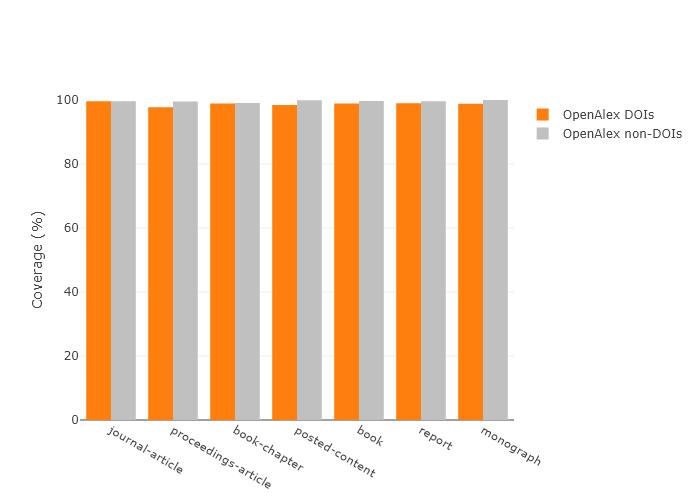 100
80
60
40
20
0
Coverage (%)
journal-article
proceedings-article
book-chapter
posted-content
book
report
monograph
OpenAlex DOIs
OpenAlex non-DOIs